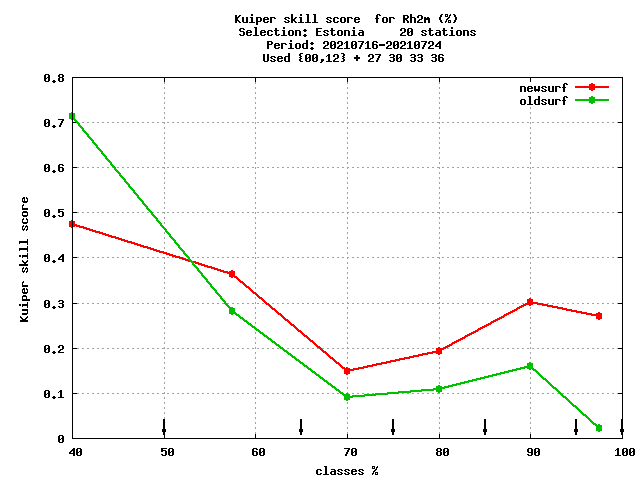 Kuiper skill score  for Rh2m (%)
Selection: Estonia     20 stations
Period: 20210716-20210724
Used {00,12} + 27 30 33 36
newsurf
oldsurf
0.8
0.7
0.6
0.5
0.4
0.3
0.2
0.1
0
Kuiper skill score
40 50 60 70 80 90 100
classes %